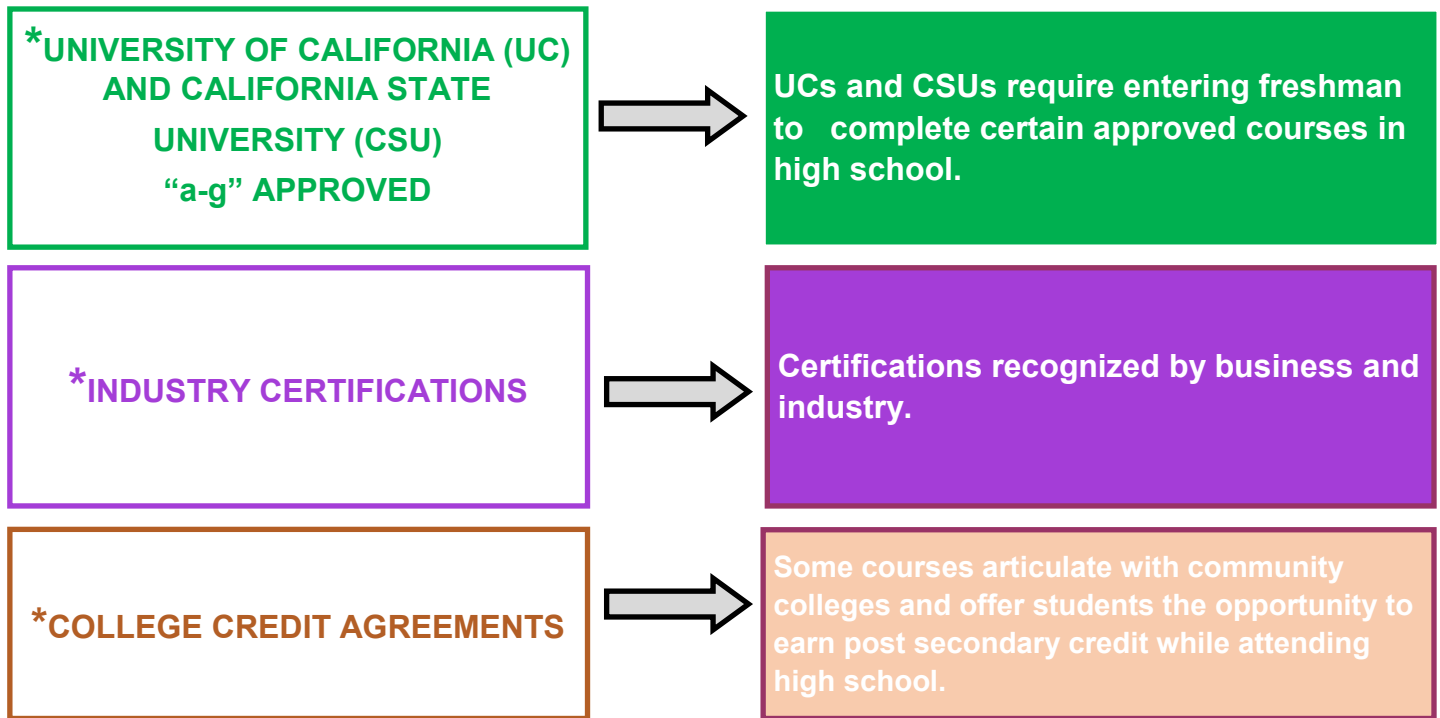 *UNIVERSITY OF CALIFORNIA (UC)
AND CALIFORNIA STATE
UNIVERSITY (CSU)
“a-g” APPROVED
UCs and CSUs require entering freshman
to complete certain approved courses in
high school.
*INDUSTRY CERTIFICATIONS
Certifications recognized by business and
industry.
*COLLEGE CREDIT AGREEMENTS
Some courses articulate with community
colleges and offer students the opportunity to
earn post secondary credit while attending
high school.